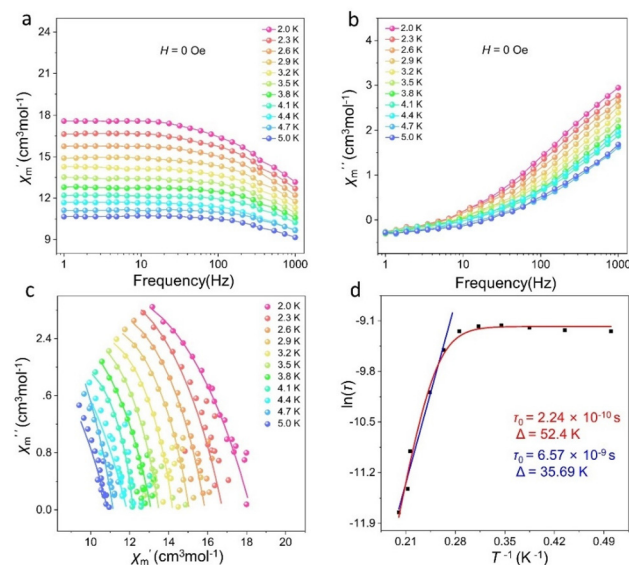 a
24
21
18
15
12
9
χm′ (cm³mol⁻¹)
H = 0 Oe
2.0 K
2.3 K
2.6 K
2.9 K
3.2 K
3.5 K
3.8 K
4.1 K
4.4 K
4.7 K
5.0 K
1 10 100 1000
Frequency(Hz)
b
4
3
2
1
0
χm′′ (cm³mol⁻¹)
H = 0 Oe
2.0 K
2.3 K
2.6 K
2.9 K
3.2 K
3.5 K
3.8 K
4.1 K
4.4 K
4.7 K
5.0 K
1 10 100 1000
Frequency(Hz)
c
2.4
.6
0.8
0.0
χm′′ (cm³mol⁻¹)
2.0 K
2.3 K
2.6 K
2.9 K
3.2 K
3.5 K
3.8 K
4.1 K
4.4 K
4.7 K
5.0 K
10 12 14 16 18 20
χm′ (cm³mol⁻¹)
d
-9.1
-9.8
-10.5
-11.2
-11.9
ln(τ)
τ₀ = 2.24 × 10⁻¹⁰ s
Δ = 52.4 K
τ₀ = 6.57 × 10⁻⁹ s
Δ = 35.69 K
0.21 0.28 0.35 0.42 0.49
T⁻¹ (K⁻¹)